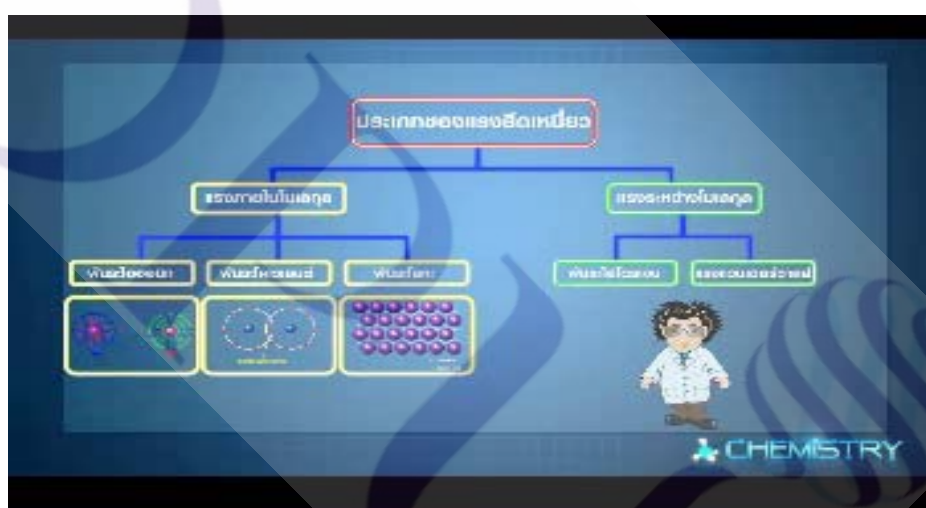 ประเภทของแรงยึดเหนี่ยว
แรงภายในโมเลกุล
แรงระหว่างโมเลกุล
พันธะไอออนิก
พันธะโควาเลนต์
พันธะโลหะ
พันธะไฮโดรเจน
แรงแวนเดอร์วาลส์
CHEMISTRY